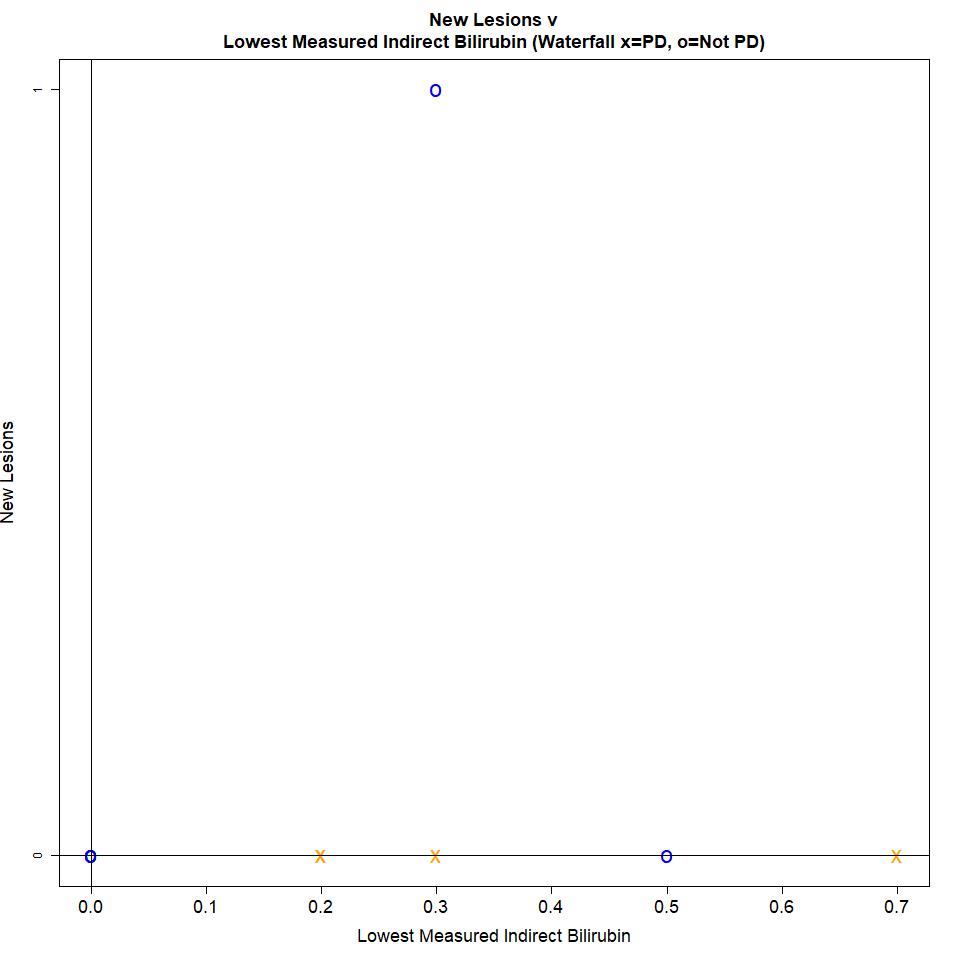 New Lesions v
Lowest Measured Indirect Bilirubin (Waterfall x=PD, o=Not PD)
1
New Lesions
0
0.0 0.1 0.2 0.3 0.4 0.5 0.6 0.7
Lowest Measured Indirect Bilirubin